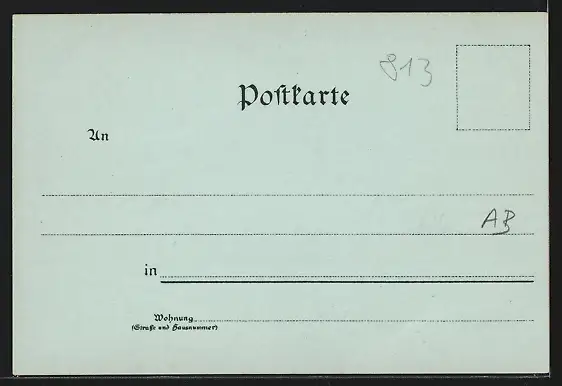 813
Postkarte
An
AB
in
Wohnung
(Straße und Hausnummer)